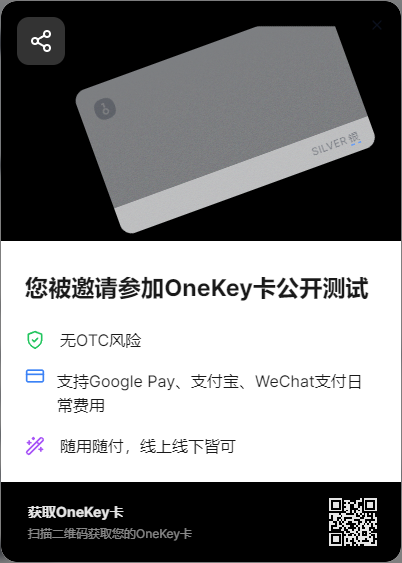 SILVER 银
您被邀请参加OneKey卡公开测试
无OTC风险
支持Google Pay、支付宝、WeChat支付日
常费用
随用随付，线上线下皆可
获取OneKey卡
扫描二维码获取您的OneKey卡